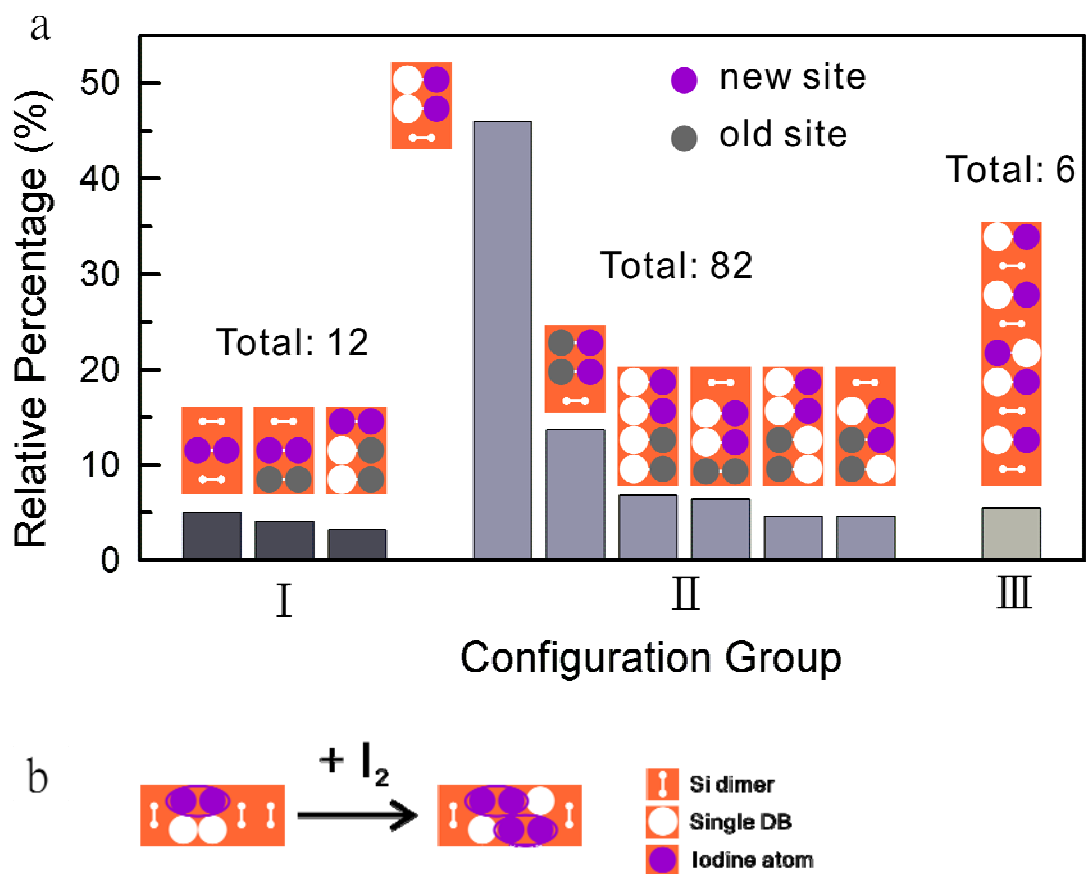 a
Relative Percentage (%)
50
40
30
20
10
0
new site
old site
Total: 12
Total: 82
Total: 6
Ⅰ
Ⅱ
Ⅲ
Configuration Group
b
+ I₂
Si dimer
Single DB
Iodine atom